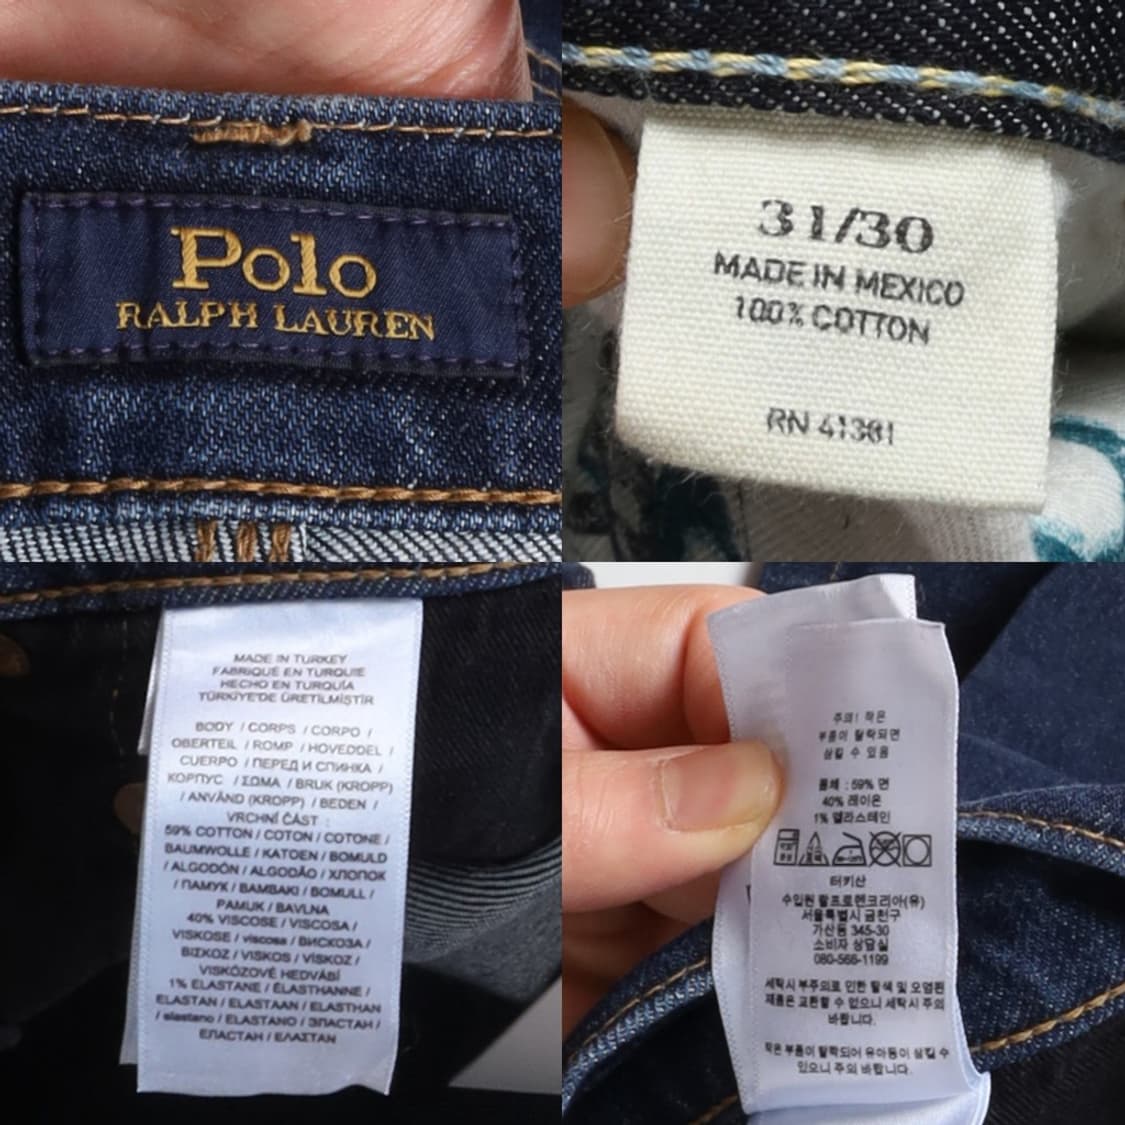 Polo
RALPH LAUREN
31/30
MADE IN MEXICO
100% COTTON
RN 41381
MADE IN TURKEY
FABRIQUÉ EN TURQUIE
HECHO EN TURQUÍA
TÜRKİYE'DE ÜRETİLMİŞTİR
BODY / CORPS / CORPO /
OBERTEIL / ROMP / HOVEDDEL /
CUERPO / ПЕРЕД И СПИНКА /
КОРПУС / ΣΩΜΑ / BRUK (KROPP)
/ ANVÄND (KROPP) / BEDEN /
VRCHNÍ ČÁST :
59% COTTON / COTON / COTONE /
BAUMWOLLE / KATOEN / BOMULD
/ ALGODÓN / ALGODÃO / ХЛОПОК
/ ПАМУК / BAMBAKI / BOMULL /
PAMUK / BAVLNA
40% VISCOSE / VISCOSA /
VISKOSE / viscosa / ВИСКОЗА /
ΒΙΣΚΟΖ / VISKOS / VİSKOZ /
VISKÓZOVÉ HEDVÁBÍ
1% ELASTANE / ÉLASTHANNE /
ELASTAN / ELASTAAN / ELASTHAN
/ elastano / ELASTANO / ЭЛАСТАН /
ЕЛАСТАН / ΕΛΑΣΤΑΝ
주의! 작은
부품이 탈락되면
삼킬 수 있음
몸체 : 59% 면
40% 레이온
1% 엘라스테인
터키산
수입원 랄프로렌코리아(유)
서울특별시 금천구
가산동 345-30
소비자 상담실
080-566-1199
세탁시 부주의로 인한 탈색 및 오염된
제품은 교환할 수 없으니 세탁시 주의
바랍니다.
작은 부품이 탈락되어 유아동이 삼킬 수
있으니 주의 바랍니다.